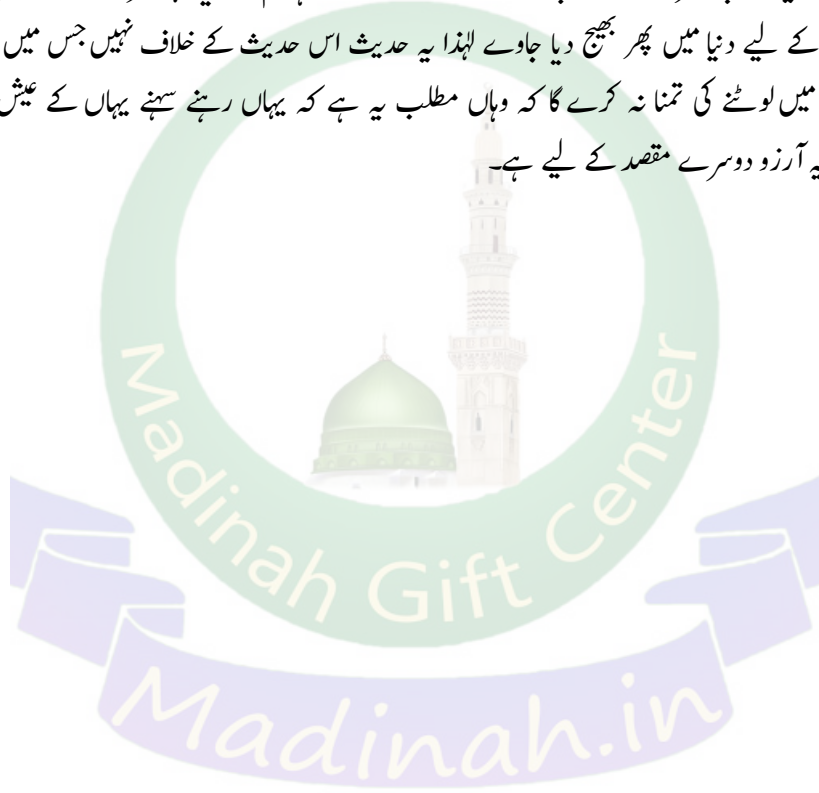 کے لیے دنیا میں پھر بھیج دیا جاوے لہٰذا یہ حدیث اس حدیث کے خلاف نہیں جس میں
میں لوٹنے کی تمنا نہ کرے گا کہ وہاں مطلب یہ ہے کہ یہاں رہنے سہنے یہاں کے عیش
یہ آرزو دوسرے مقصد کے لیے ہے۔
Madinah Gift Center
Madinah.in